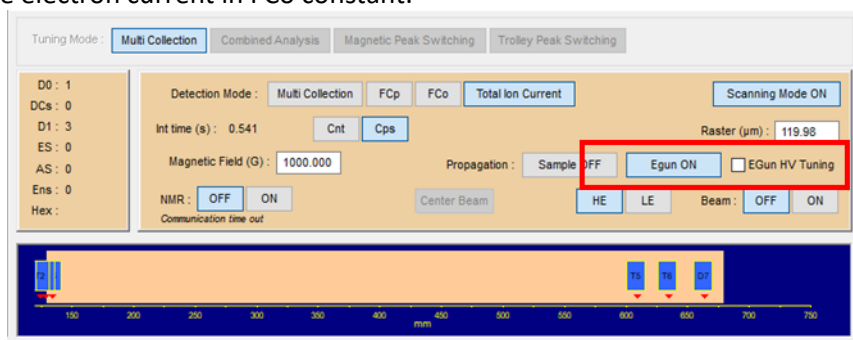 e electron current in FCo constant.
Tuning Mode : Multi Collection Combined Analysis Magnetic Peak Switching Trolley Peak Switching
D0 : 1
DCs : 0
D1 : 3
ES : 0
AS : 0
Ens : 0
Hex :
Detection Mode : Multi Collection FCp FCo Total Ion Current Scanning Mode ON
Int time (s) : 0.541 Cnt Cps Raster (µm) : 119.98
Magnetic Field (G) : 1000.000 Propagation : Sample OFF Egun ON EGun HV Tuning
NMR : OFF ON Center Beam HE LE Beam : OFF ON
Communication time out
T2 T5 T6 D7
150 200 250 300 350 400 450 500 550 600 650 700 750
mm